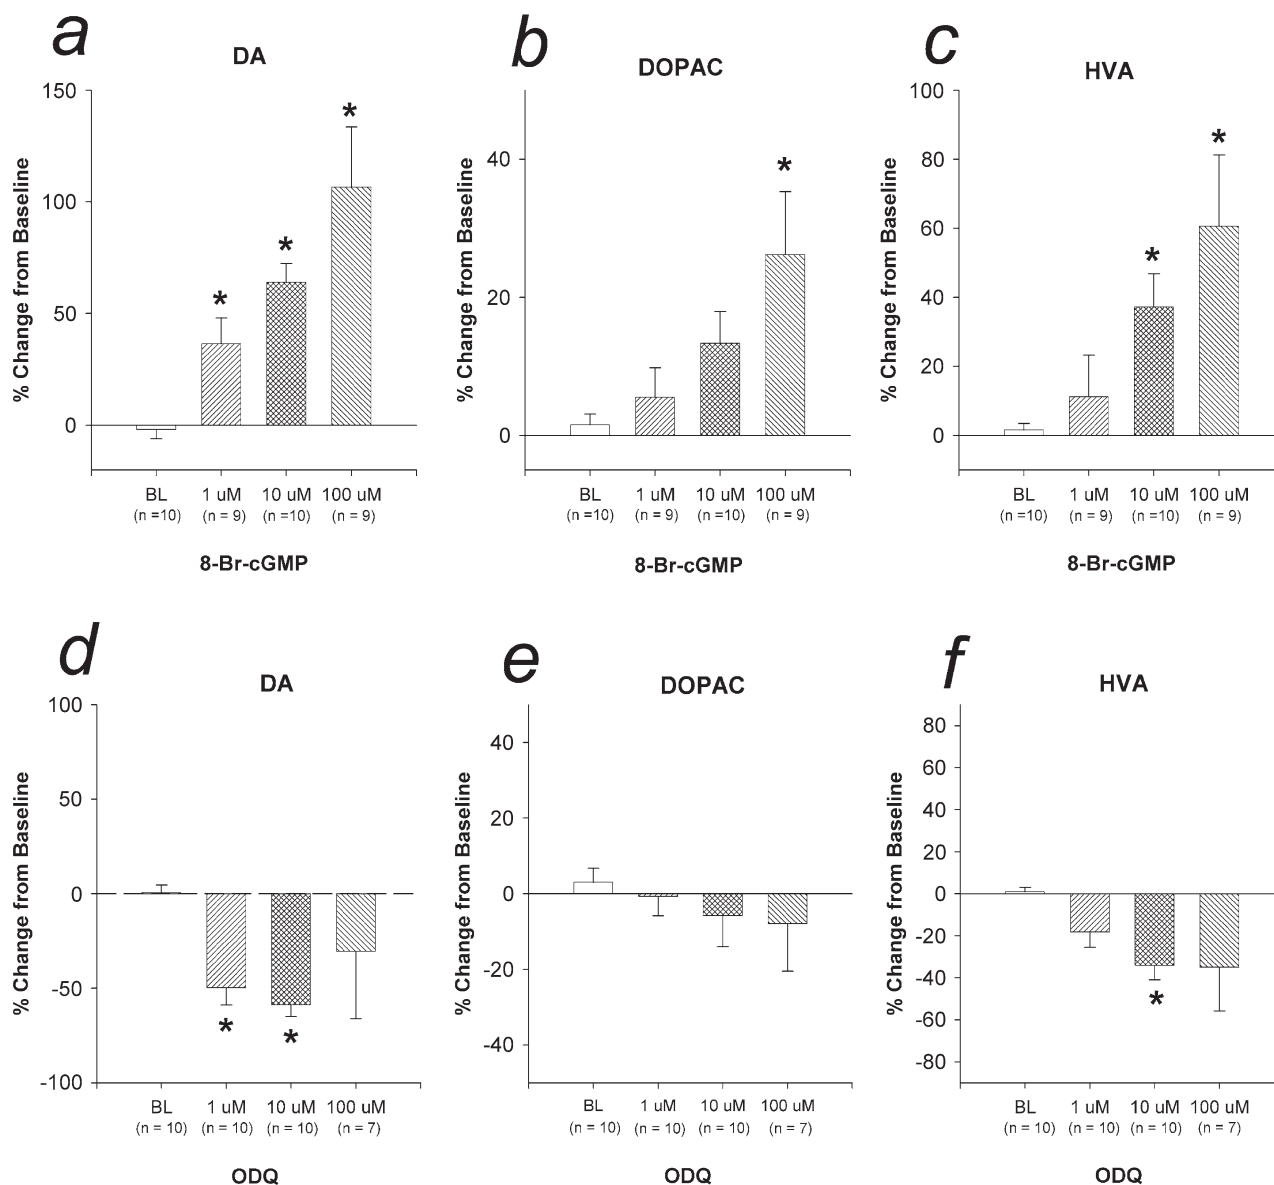 a
DA
% Change from Baseline
150
100
50
0
*
*
*
BL
1 uM
10 uM
100 uM
(n =10)
(n = 9)
(n =10)
(n = 9)
8-Br-cGMP
b
DOPAC
% Change from Baseline
40
20
0
*
BL
1 uM
10 uM
100 uM
(n =10)
(n = 9)
(n =10)
(n = 9)
8-Br-cGMP
c
HVA
% Change from Baseline
100
80
60
40
20
0
*
*
BL
1 uM
10 uM
100 uM
(n =10)
(n = 9)
(n =10)
(n = 9)
8-Br-cGMP
d
DA
% Change from Baseline
100
50
0
-50
-100
*
*
BL
1 uM
10 uM
100 uM
(n = 10)
(n = 10)
(n = 10)
(n = 7)
ODQ
e
DOPAC
% Change from Baseline
40
20
0
-20
-40
BL
1 uM
10 uM
100 uM
(n = 10)
(n = 10)
(n = 10)
(n = 7)
ODQ
f
HVA
% Change from Baseline
80
60
40
20
0
-20
-40
-60
-80
*
BL
1 uM
10 uM
100 uM
(n = 10)
(n = 10)
(n = 10)
(n = 7)
ODQ